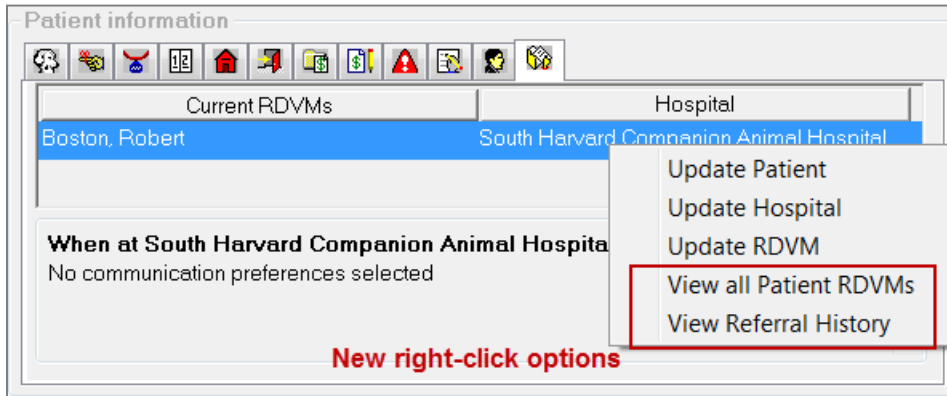 Patient information
12
Current RDVMs
Hospital
Boston, Robert
South Harvard Companion Animal Hospital
Update Patient
Update Hospital
Update RDVM
View all Patient RDVMs
View Referral History
When at South Harvard Companion Animal Hospita
No communication preferences selected
New right-click options